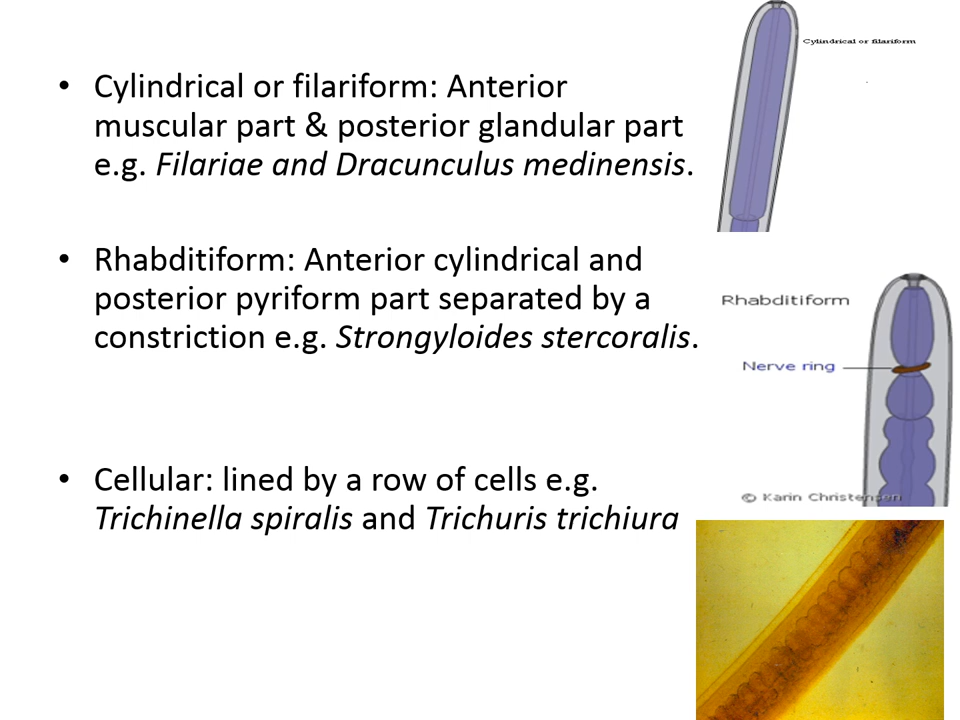 Cylindrical or filariform
• Cylindrical or filariform: Anterior
muscular part & posterior glandular part
e.g. Filariae and Dracunculus medinensis.
• Rhabditiform: Anterior cylindrical and
posterior pyriform part separated by a
constriction e.g. Strongyloides stercoralis.
Rhabditiform
Nerve ring
© Karin Christensen
• Cellular: lined by a row of cells e.g.
Trichinella spiralis and Trichuris trichiura